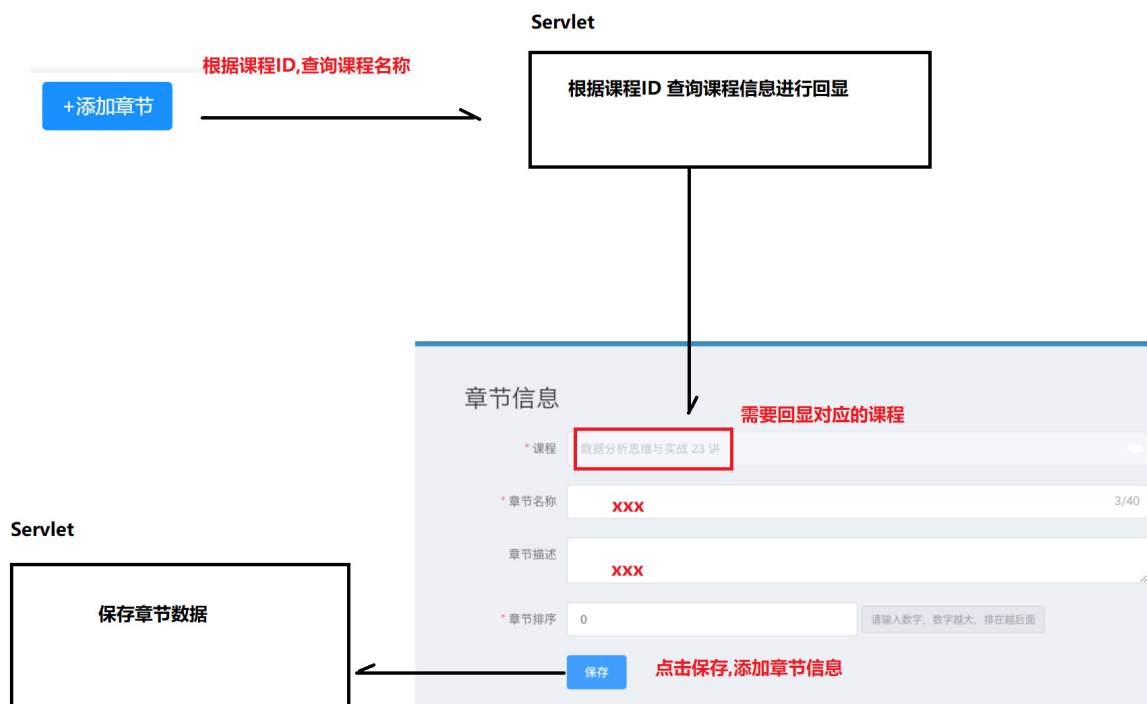 Servlet
根据课程ID,查询课程名称
+添加章节
根据课程ID 查询课程信息进行回显
章节信息
需要回显对应的课程
* 课程
数据分析思维与实战 23 讲
* 章节名称
xxx
3/40
Servlet
章节描述
xxx
保存章节数据
* 章节排序
0
请输入数字，数字越大，排在越后面
保存
点击保存,添加章节信息